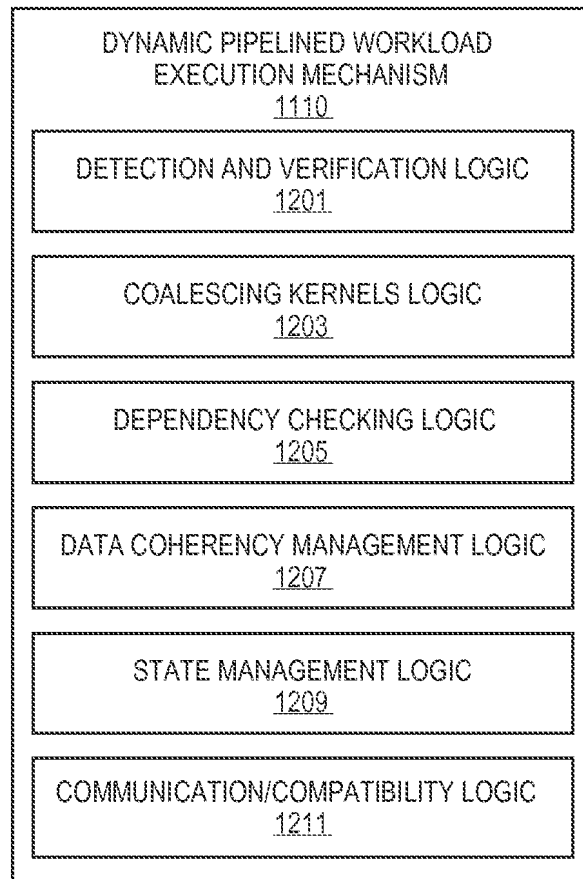 DYNAMIC PIPELINED WORKLOAD
EXECUTION MECHANISM
1110
DETECTION AND VERIFICATION LOGIC
1201
COALESCING KERNELS LOGIC
1203
DEPENDENCY CHECKING LOGIC
1205
DATA COHERENCY MANAGEMENT LOGIC
1207
STATE MANAGEMENT LOGIC
1209
COMMUNICATION/COMPATIBILITY LOGIC
1211